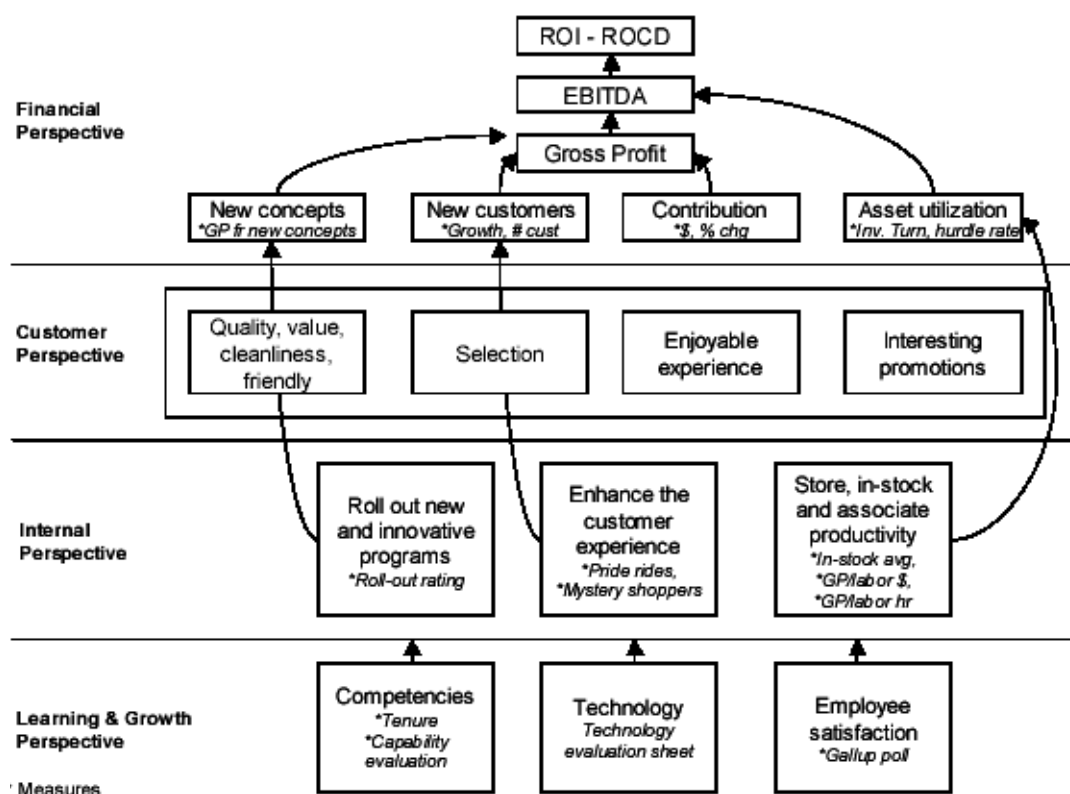 ROI - ROCD
EBITDA
Financial
Perspective
Gross Profit
New concepts
*GP fr new concepts
New customers
*Growth, # cust
Contribution
*$, % chg
Asset utilization
*Inv. Turn, hurdle rate
Customer
Perspective
Quality, value,
cleanliness,
friendly
Selection
Enjoyable
experience
Interesting
promotions
Internal
Perspective
Roll out new
and innovative
programs
*Roll-out rating
Enhance the
customer
experience
*Pride rides,
*Mystery shoppers
Store, in-stock
and associate
productivity
*In-stock avg,
*GP/labor $,
*GP/labor hr
Learning & Growth
Perspective
Competencies
*Tenure
*Capability
evaluation
Technology
Technology
evaluation sheet
Employee
satisfaction
*Gallup poll
* Measures